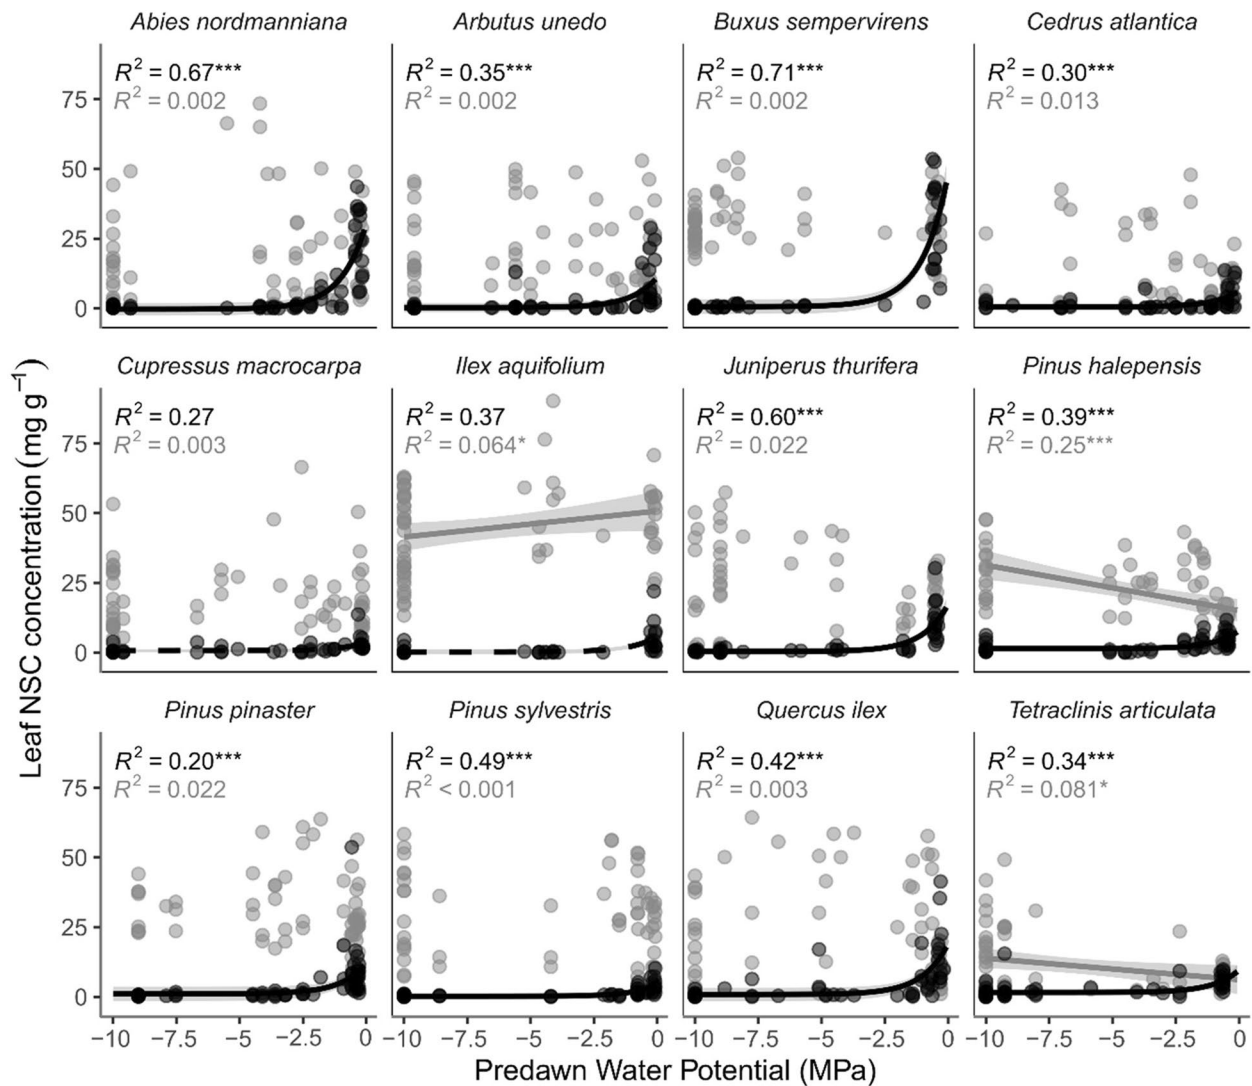 Abies nordmanniana
R² = 0.67***
R² = 0.002
Arbutus unedo
R² = 0.35***
R² = 0.002
Buxus sempervirens
R² = 0.71***
R² = 0.002
Cedrus atlantica
R² = 0.30***
R² = 0.013
75
50
25
0
Cupressus macrocarpa
R² = 0.27
R² = 0.003
Ilex aquifolium
R² = 0.37
R² = 0.064*
Juniperus thurifera
R² = 0.60***
R² = 0.022
Pinus halepensis
R² = 0.39***
R² = 0.25***
75
50
25
0
Leaf NSC concentration (mg g⁻¹)
Pinus pinaster
R² = 0.20***
R² = 0.022
Pinus sylvestris
R² = 0.49***
R² < 0.001
Quercus ilex
R² = 0.42***
R² = 0.003
Tetraclinis articulata
R² = 0.34***
R² = 0.081*
75
50
25
0
−10 −7.5 −5 −2.5 0
−10 −7.5 −5 −2.5 0
−10 −7.5 −5 −2.5 0
−10 −7.5 −5 −2.5 0
Predawn Water Potential (MPa)